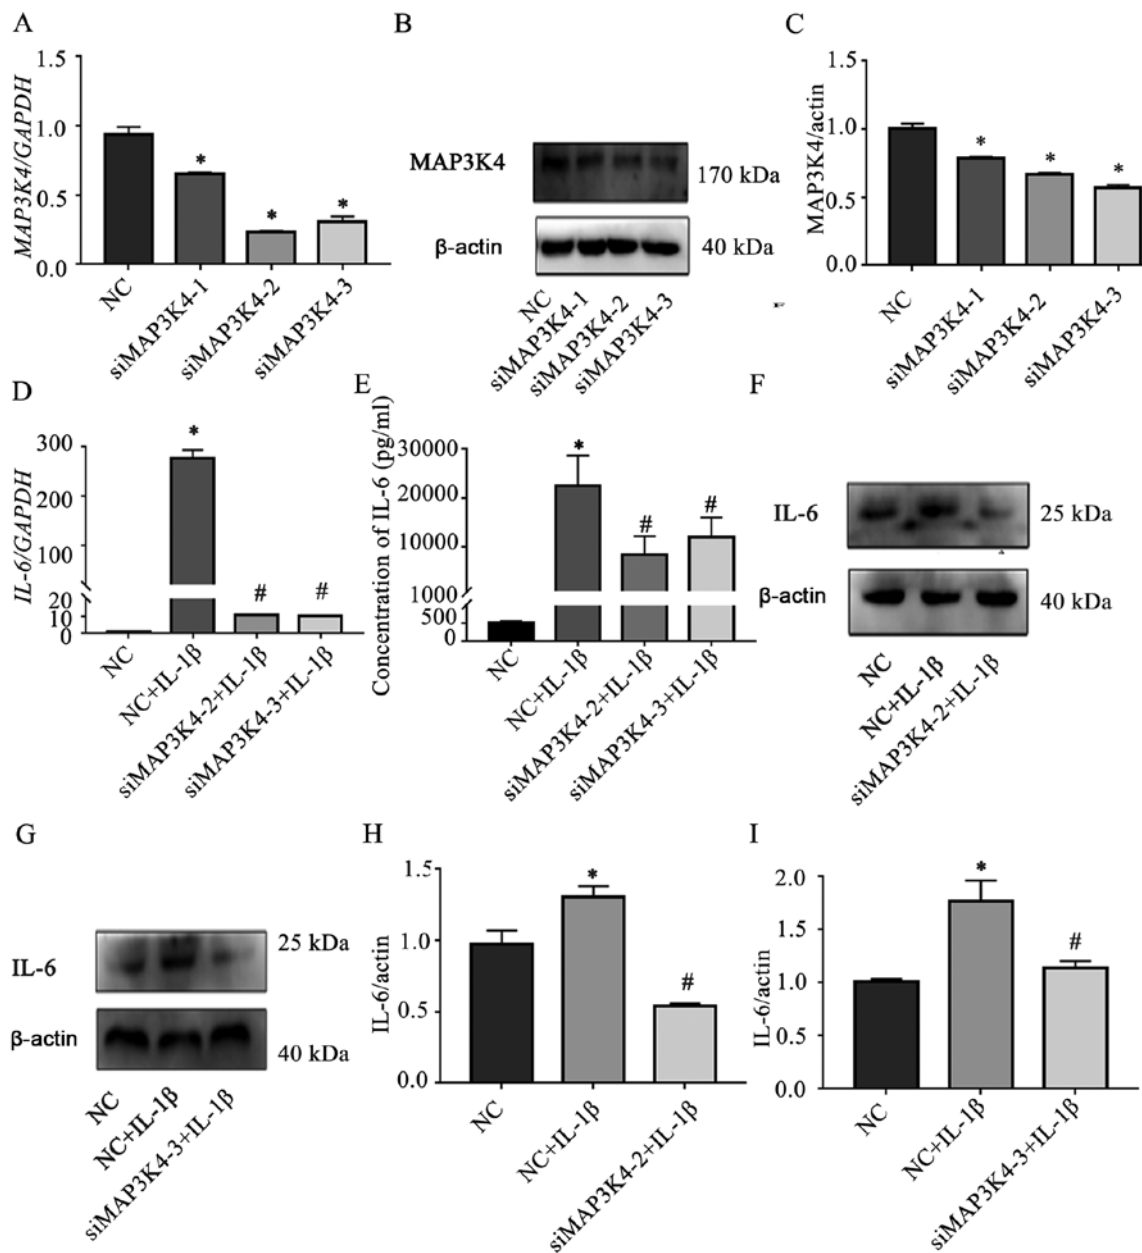 A
MAP3K4/GAPDH
1.5
1.0
0.5
0.0
*
*
*
NC
siMAP3K4-1
siMAP3K4-2
siMAP3K4-3
B
MAP3K4
170 kDa
β-actin
40 kDa
NC
siMAP3K4-1
siMAP3K4-2
siMAP3K4-3
C
MAP3K4/actin
1.5
1.0
0.5
0.0
*
*
*
NC
siMAP3K4-1
siMAP3K4-2
siMAP3K4-3
D
IL-6/GAPDH
300
200
100
20
10
0
*
#
#
NC
NC+IL-1β
siMAP3K4-2+IL-1β
siMAP3K4-3+IL-1β
E
Concentration of IL-6 (pg/ml)
30000
20000
10000
1000
500
0
*
#
#
NC
NC+IL-1β
siMAP3K4-2+IL-1β
siMAP3K4-3+IL-1β
F
IL-6
25 kDa
β-actin
40 kDa
NC
NC+IL-1β
siMAP3K4-2+IL-1β
G
IL-6
25 kDa
β-actin
40 kDa
NC
NC+IL-1β
siMAP3K4-3+IL-1β
H
IL-6/actin
1.5
1.0
0.5
0.0
*
#
NC
NC+IL-1β
siMAP3K4-2+IL-1β
I
IL-6/actin
2.0
1.5
1.0
0.5
0.0
*
#
NC
NC+IL-1β
siMAP3K4-3+IL-1β